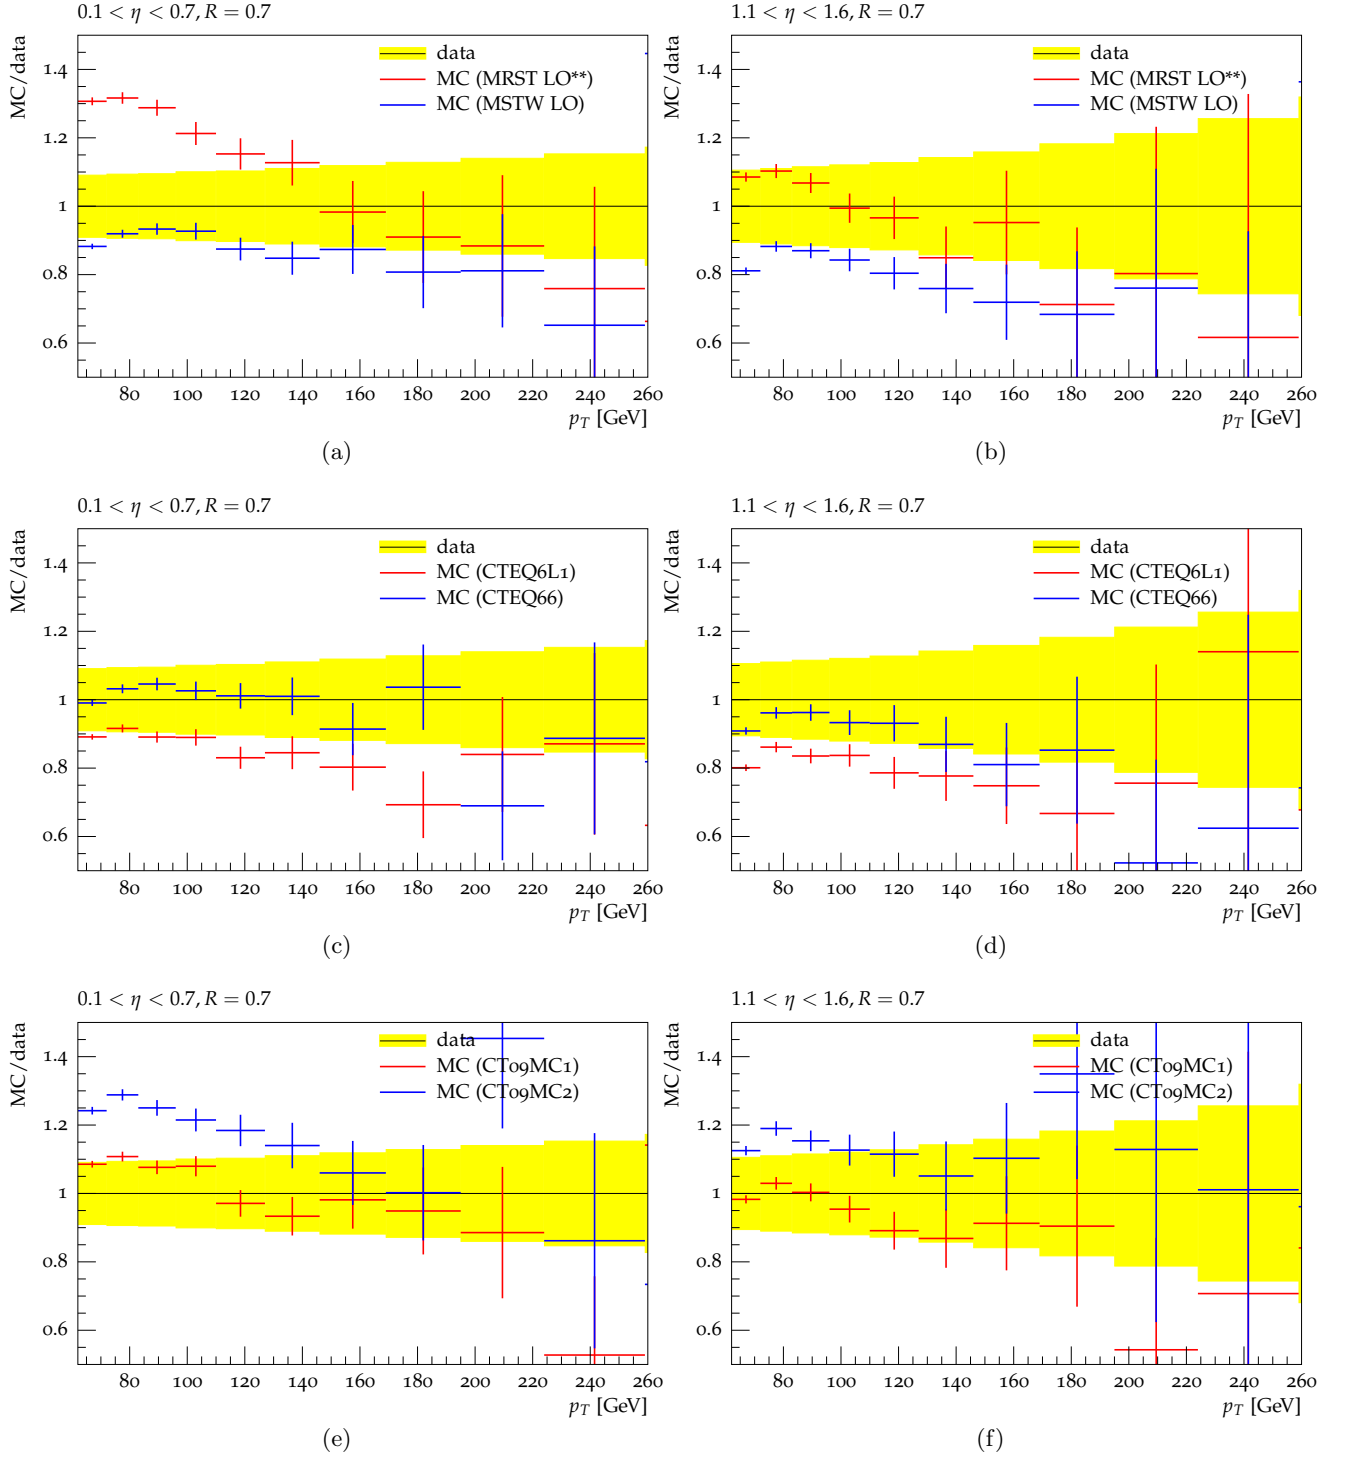 0.1 < η < 0.7, R = 0.7
MC/data
data
MC (MRST LO**)
MC (MSTW LO)
1.4
1.2
1
0.8
0.6
80 100 120 140 160 180 200 220 240 260
p_T [GeV]
(a)
1.1 < η < 1.6, R = 0.7
MC/data
data
MC (MRST LO**)
MC (MSTW LO)
1.4
1.2
1
0.8
0.6
80 100 120 140 160 180 200 220 240 260
p_T [GeV]
(b)
0.1 < η < 0.7, R = 0.7
MC/data
data
MC (CTEQ6L1)
MC (CTEQ66)
1.4
1.2
1
0.8
0.6
80 100 120 140 160 180 200 220 240 260
p_T [GeV]
(c)
1.1 < η < 1.6, R = 0.7
MC/data
data
MC (CTEQ6L1)
MC (CTEQ66)
1.4
1.2
1
0.8
0.6
80 100 120 140 160 180 200 220 240 260
p_T [GeV]
(d)
0.1 < η < 0.7, R = 0.7
MC/data
data
MC (CT09MC1)
MC (CT09MC2)
1.4
1.2
1
0.8
0.6
80 100 120 140 160 180 200 220 240 260
p_T [GeV]
(e)
1.1 < η < 1.6, R = 0.7
MC/data
data
MC (CT09MC1)
MC (CT09MC2)
1.4
1.2
1
0.8
0.6
80 100 120 140 160 180 200 220 240 260
p_T [GeV]
(f)